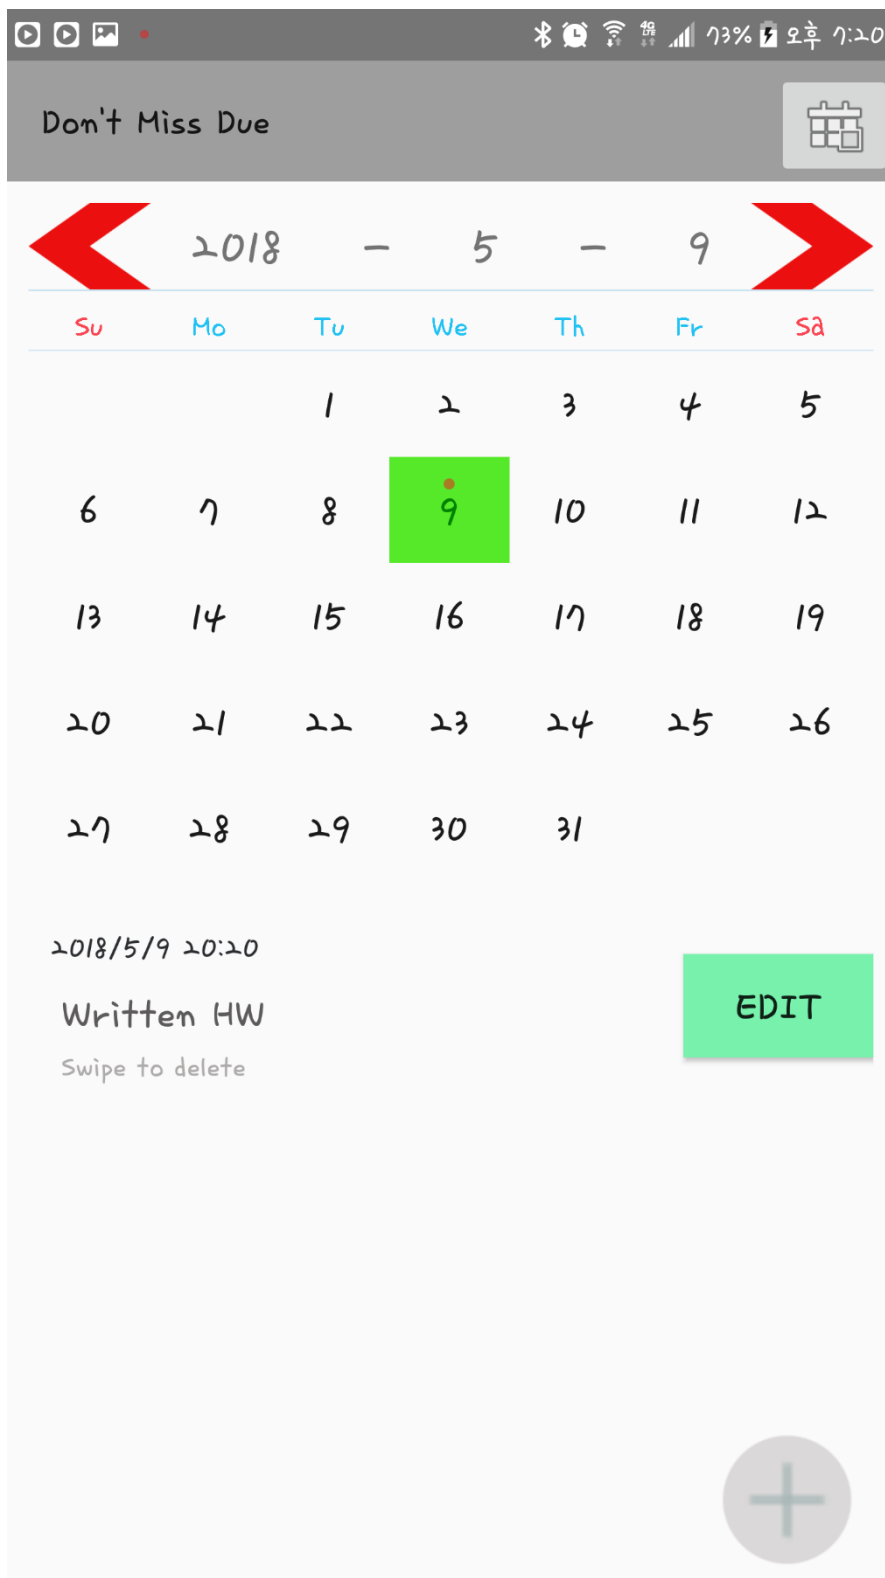 4G LTE 73% 오후 7:20
Don't Miss Due
2018 - 5 - 9
Su Mo Tu We Th Fr Sa
1 2 3 4 5
6 7 8 9 10 11 12
13 14 15 16 17 18 19
20 21 22 23 24 25 26
27 28 29 30 31
2018/5/9 20:20
Written HW
EDIT
Swipe to delete